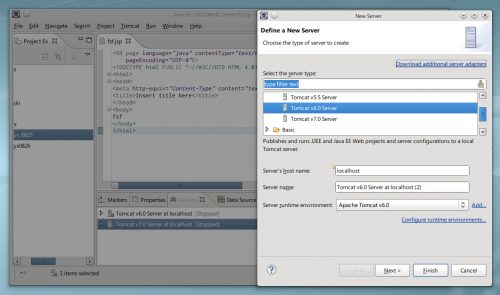 Java EE - kids/WebContent/fsf.jsp
File Edit Navigate Search Project Tomcat Run Window Help
Project Ex
fsf.jsp
<%@ page language="java" contentType="text/
pageEncoding="UTF-8"%>
<!DOCTYPE html PUBLIC "-//W3C//DTD HTML 4.0
<html>
<head>
<meta http-equiv="Content-Type" content="tex
<title>Insert title here</title>
</head>
<body>
fsf
</body>
</html>
ys_0825
ys0826
Markers
Properties
Servers
Data Source
Tomcat v6.0 Server at localhost [Stopped]
Tomcat v7.0 Server at localhost [Stopped]
1 items selected
New Server
Define a New Server
Choose the type of server to create
Download additional server adapters
Select the server type:
type filter text
Tomcat v5.5 Server
Tomcat v6.0 Server
Tomcat v7.0 Server
Basic
Publishes and runs J2EE and Java EE Web projects and server configurations to a local
Tomcat server.
Server's host name:
localhost
Server name:
Tomcat v6.0 Server at localhost (2)
Server runtime environment:
Apache Tomcat v6.0
Add...
Configure runtime environments...
< Back
Next >
Finish
Cancel